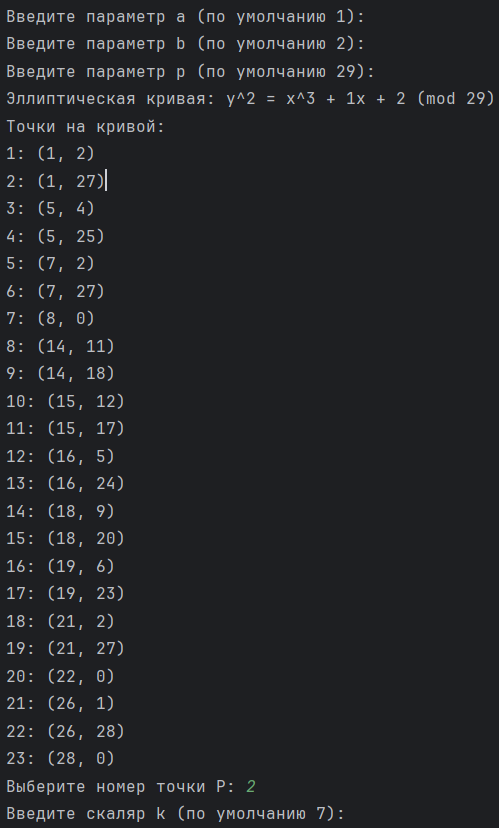 Введите параметр a (по умолчанию 1):
Введите параметр b (по умолчанию 2):
Введите параметр p (по умолчанию 29):
Эллиптическая кривая: y^2 = x^3 + 1x + 2 (mod 29)
Точки на кривой:
1: (1, 2)
2: (1, 27)
3: (5, 4)
4: (5, 25)
5: (7, 2)
6: (7, 27)
7: (8, 0)
8: (14, 11)
9: (14, 18)
10: (15, 12)
11: (15, 17)
12: (16, 5)
13: (16, 24)
14: (18, 9)
15: (18, 20)
16: (19, 6)
17: (19, 23)
18: (21, 2)
19: (21, 27)
20: (22, 0)
21: (26, 1)
22: (26, 28)
23: (28, 0)
Выберите номер точки P: 2
Введите скаляр k (по умолчанию 7):